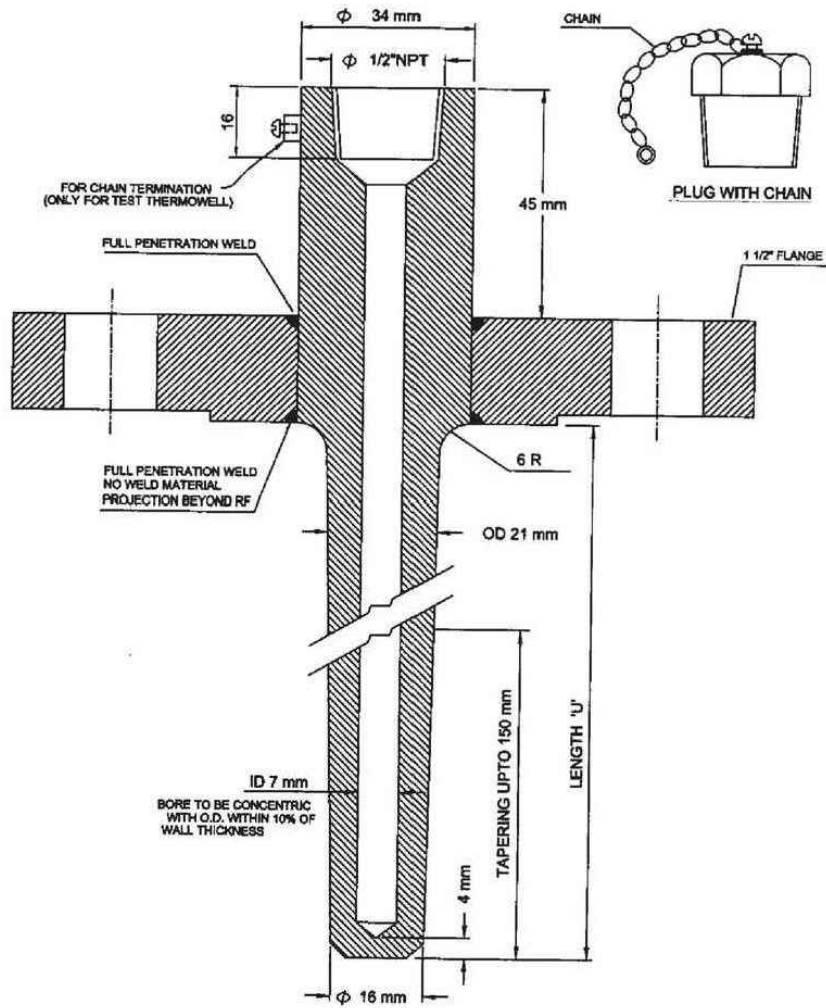 ϕ 34 mm
ϕ 1/2"NPT
CHAIN
16
FOR CHAIN TERMINATION
(ONLY FOR TEST THERMOWELL)
45 mm
PLUG WITH CHAIN
FULL PENETRATION WELD
1 1/2" FLANGE
FULL PENETRATION WELD
NO WELD MATERIAL
PROJECTION BEYOND RF
6 R
OD 21 mm
TAPERING UPTO 150 mm
LENGTH 'U'
ID 7 mm
BORE TO BE CONCENTRIC
WITH O.D. WITHIN 10% OF
WALL THICKNESS
4 mm
ϕ 16 mm